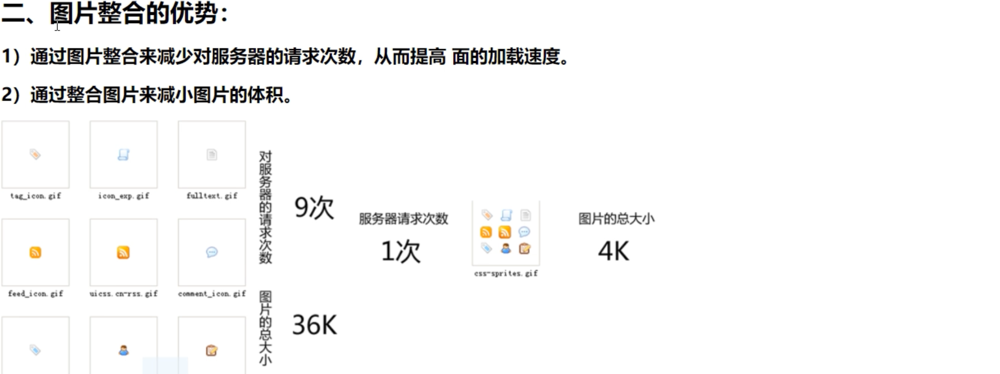 二、图片整合的优势：
1）通过图片整合来减少对服务器的请求次数，从而提高 面的加载速度。
2）通过整合图片来减小图片的体积。
tag_icon.gif
icon_exp.gif
fulltext.gif
feed_icon.gif
uicss.cn-rss.gif
comment_icon.gif
对服务器的请求次数
9次
图片的总大小
36K
服务器请求次数
1次
css-sprites.gif
图片的总大小
4K